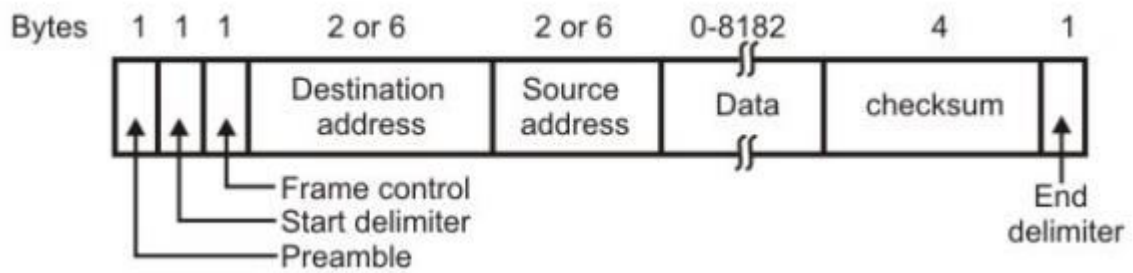 Bytes 1 1 1 2 or 6 2 or 6 0-8182 4 1
Destination address
Source address
Data
checksum
Frame control
Start delimiter
Preamble
End delimiter